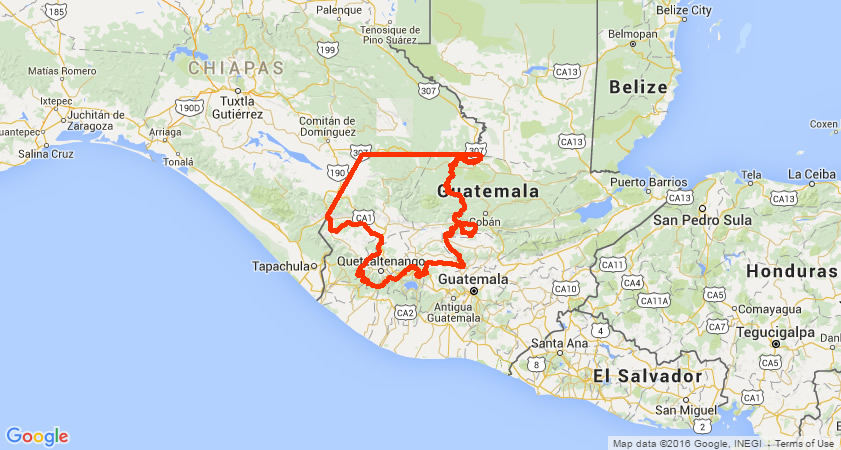 185
Palenque
Tenosique de
Pino Suárez
Belize City
Belmopan
199
CHIAPAS
Matías Romero
307
CA13
Belize
190D
Tuxtla
Gutiérrez
Ixtepec
Juchitán de
Zaragoza
Comitán de
Domínguez
CA13
Arriaga
Salina Cruz
Tonalá
307
307
Coxen
190
Guatemala
Puerto Barrios
Tela
La Ceiba
CA13
CA13
CA1
Cobán
San Pedro Sula
Tapachula
Quetzaltenango
CA11
Honduras
Guatemala
CA10
CA4
CA11A
Comayagua
CA2
Antigua
Guatemala
Tegucigalpa
Santa Ana
4
CA5
8
El Salvador
CA1
San Miguel
2
Google
Map data ©2016 Google, INEGI
Terms of Use